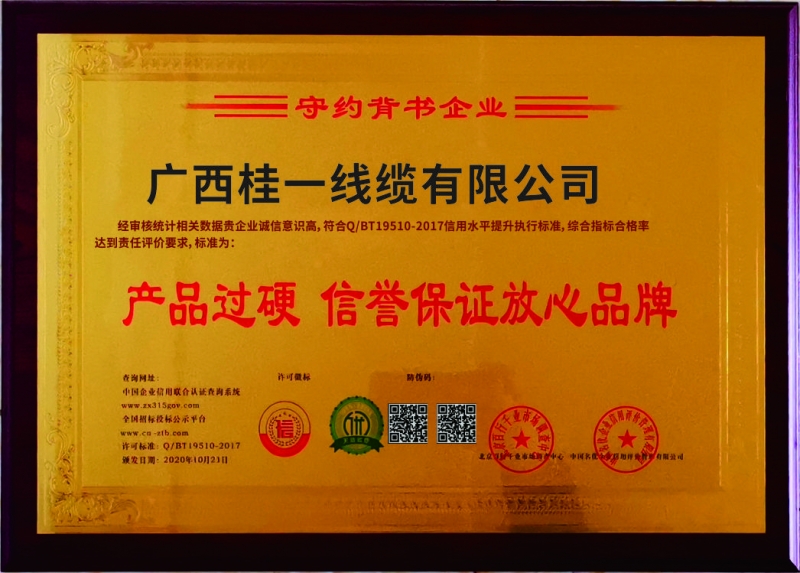 守约背书企业
广西桂一线缆有限公司
经审核统计相关数据贵企业诚信意识高,符合Q/BT19510-2017信用水平提升执行标准,综合指标合格率
达到责任评价要求,标准为:
产品过硬 信誉保证放心品牌
查询网址:
中国企业信用联合认证查询系统
www.zx315gov.com
全国招标投标公示平台
www.cn-ztb.com
许可标准: Q/BT19510-2017
颁发日期: 2020年10月21日
许可徽标
信
防伪码: